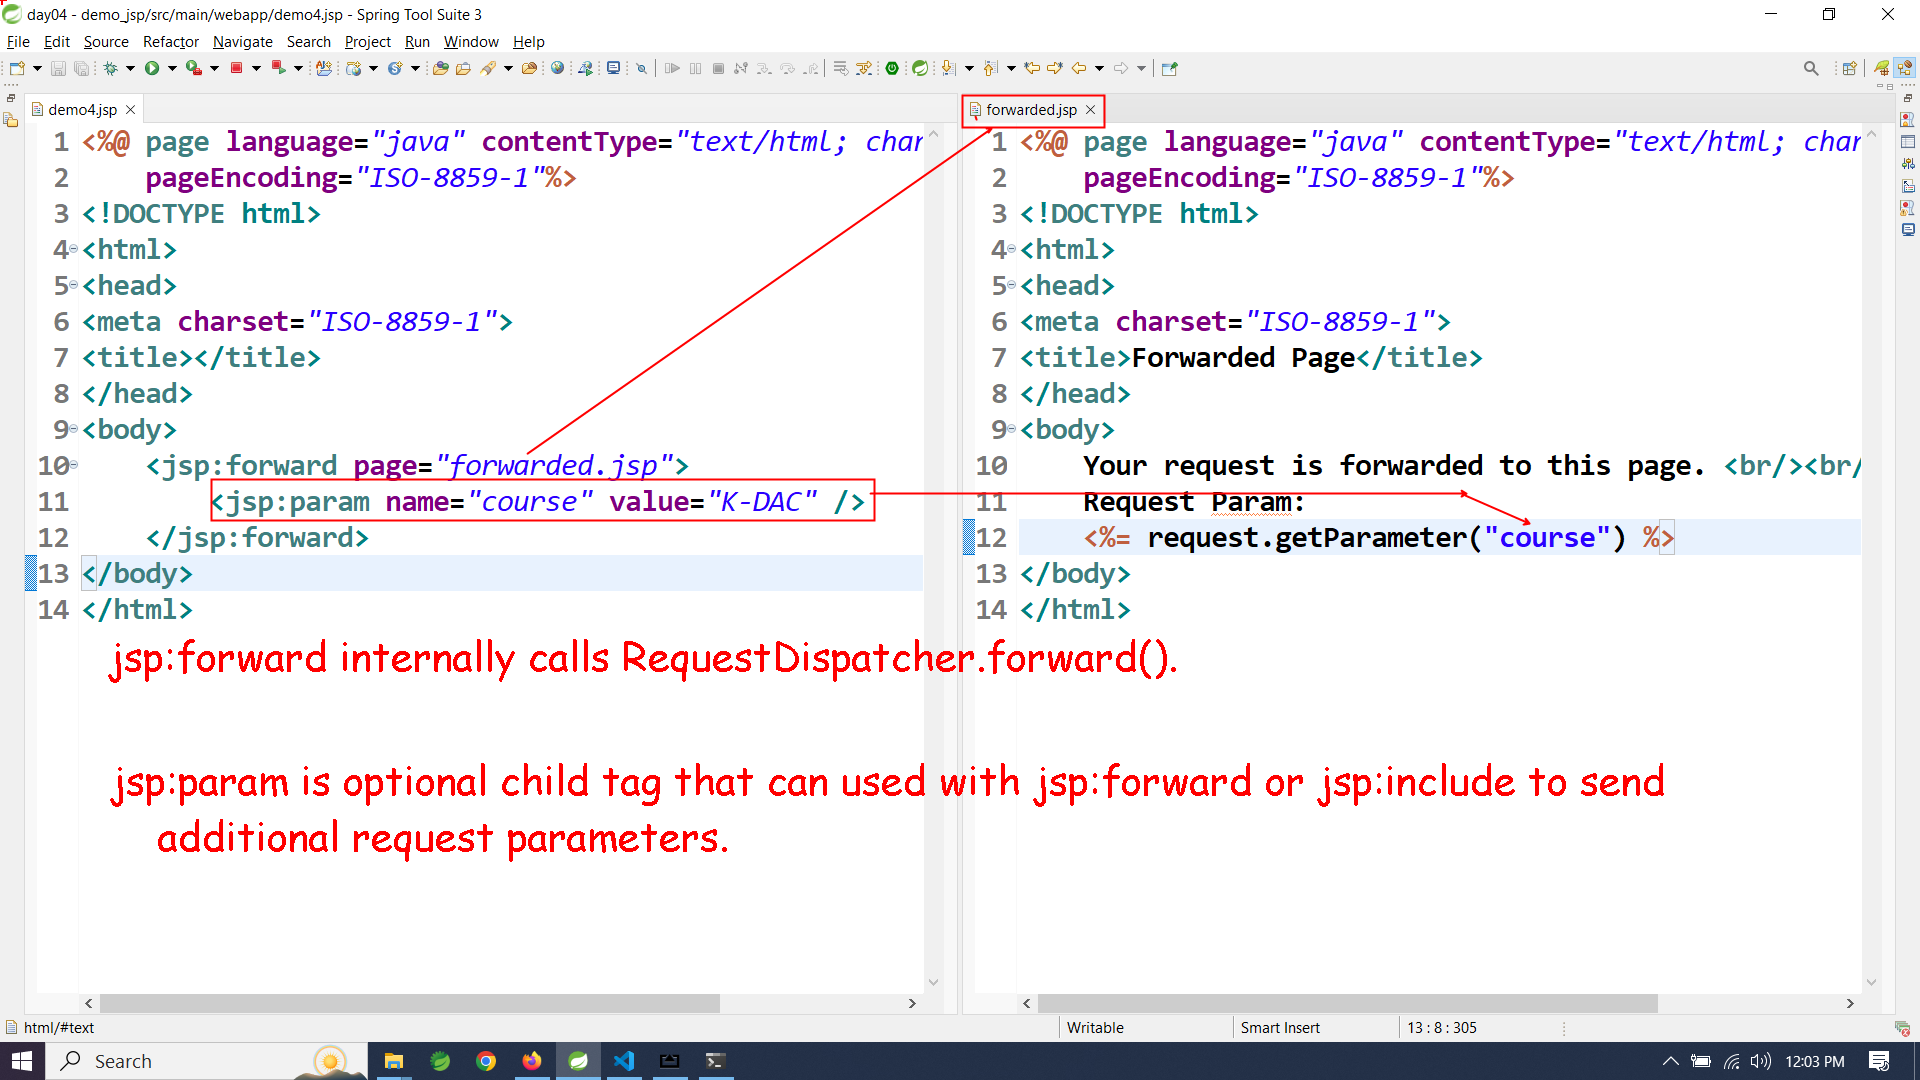 day04 - demo_jsp/src/main/webapp/demo4.jsp - Spring Tool Suite 3
File Edit Source Refactor Navigate Search Project Run Window Help
demo4.jsp
1 <%@ page language="java" contentType="text/html; char
2 pageEncoding="ISO-8859-1"%>
3 <!DOCTYPE html>
4 <html>
5 <head>
6 <meta charset="ISO-8859-1">
7 <title></title>
8 </head>
9 <body>
10 <jsp:forward page="forwarded.jsp">
11 <jsp:param name="course" value="K-DAC" />
12 </jsp:forward>
13 </body>
14 </html>
forwarded.jsp
1 <%@ page language="java" contentType="text/html; char
2 pageEncoding="ISO-8859-1"%>
3 <!DOCTYPE html>
4 <html>
5 <head>
6 <meta charset="ISO-8859-1">
7 <title>Forwarded Page</title>
8 </head>
9 <body>
10 Your request is forwarded to this page. <br/><br/
11 Request Param:
12 <%= request.getParameter("course") %>
13 </body>
14 </html>
jsp:forward internally calls RequestDispatcher.forward().
jsp:param is optional child tag that can used with jsp:forward or jsp:include to send
additional request parameters.
html/#text
Writable
Smart Insert
13 : 8 : 305
Search
12:03 PM